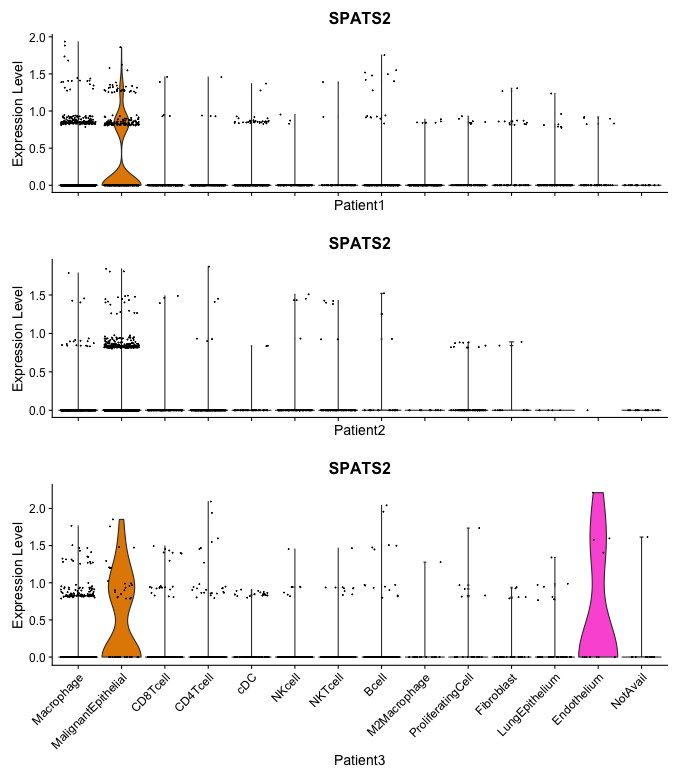 SPATS2
Expression Level
2.0
1.5
1.0
0.5
0.0
Patient1
SPATS2
Expression Level
1.5
1.0
0.5
0.0
Patient2
SPATS2
Expression Level
2.0
1.5
1.0
0.5
0.0
Macrophage
MalignantEpithelial
CD8Tcell
CD4Tcell
cDC
NKcell
NKTcell
Bcell
M2Macrophage
ProliferatingCell
Fibroblast
LungEpithelium
Endothelium
NotAvail
Patient3